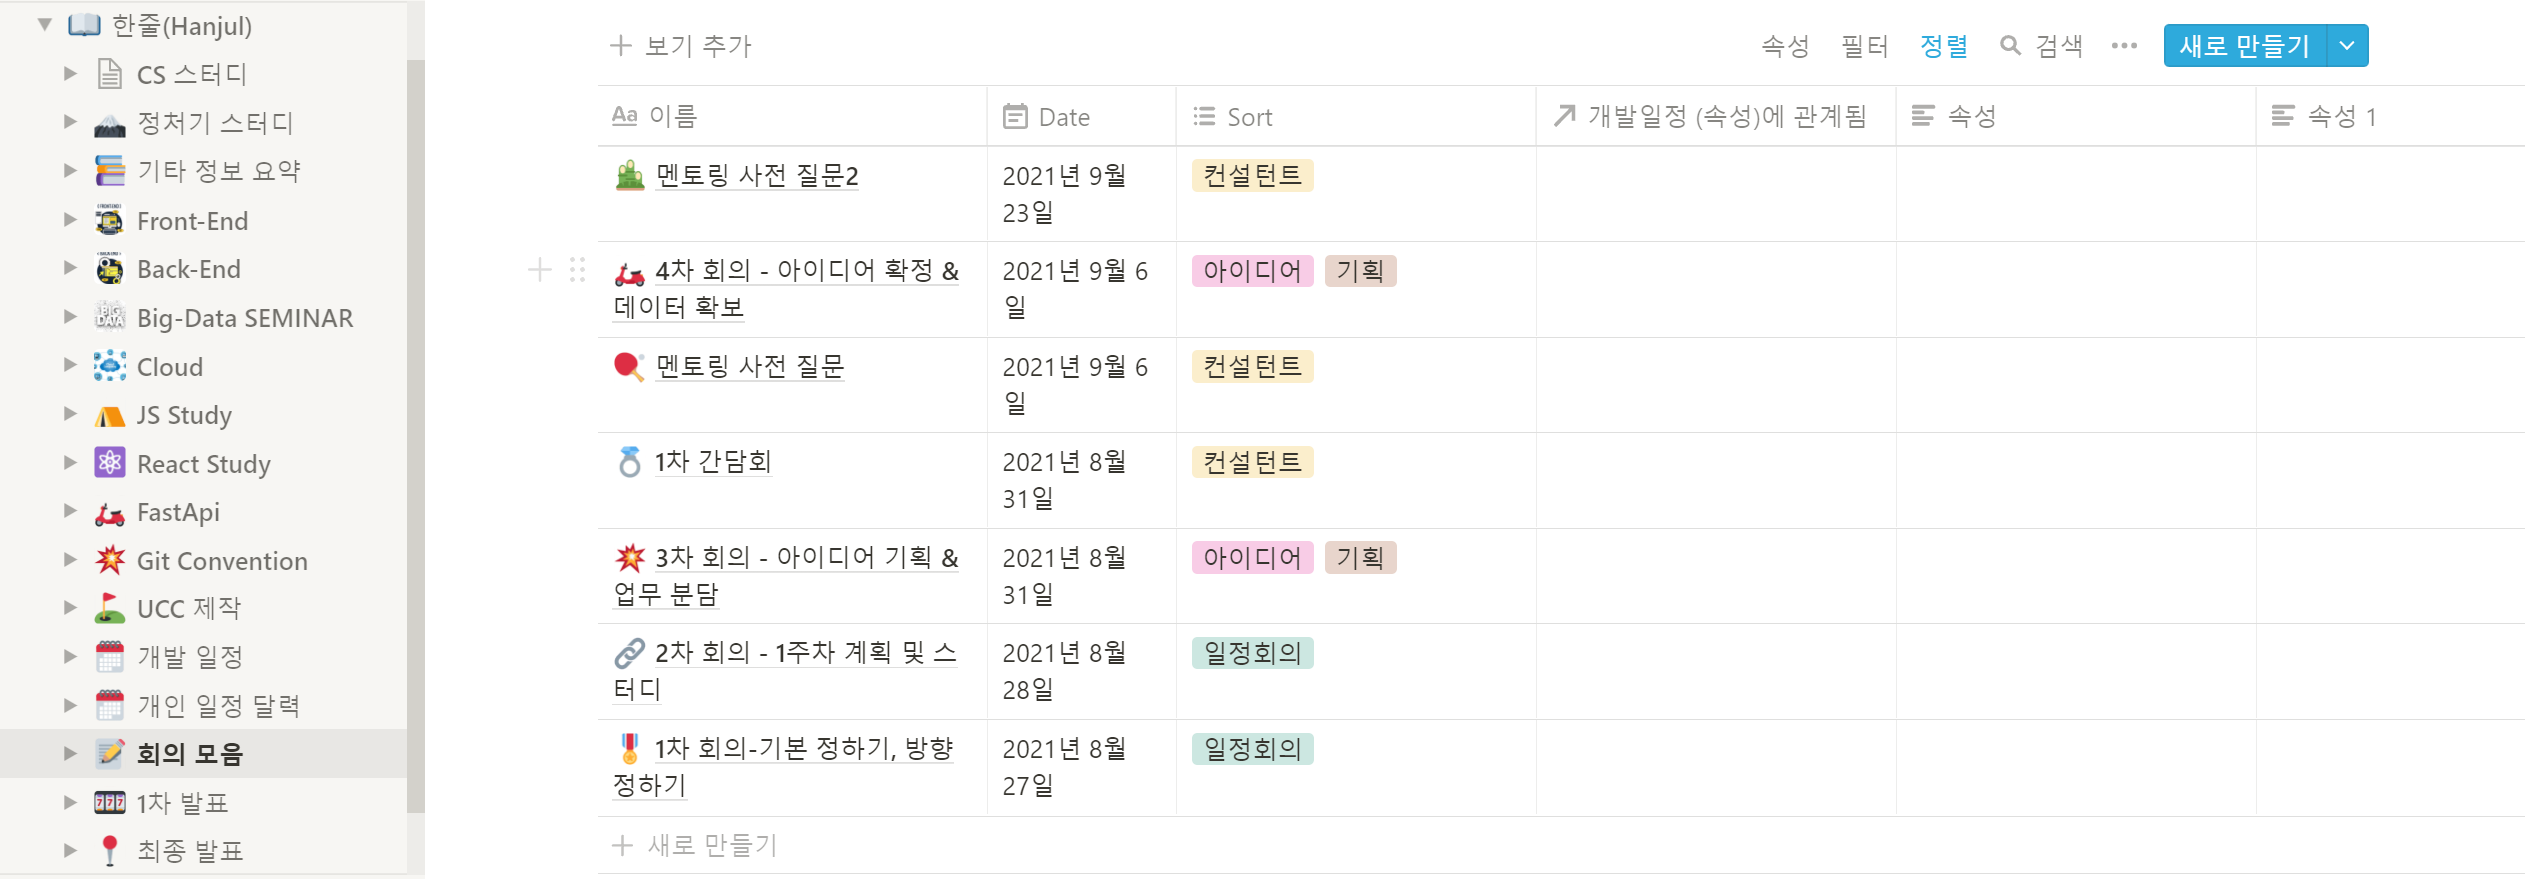 한줄(Hanjul)
CS 스터디
정처기 스터디
기타 정보 요약
Front-End
Back-End
Big-Data SEMINAR
Cloud
JS Study
React Study
FastApi
Git Convention
UCC 제작
개발 일정
개인 일정 달력
회의 모음
1차 발표
최종 발표
보기 추가
속성 필터 정렬 검색 새로 만들기
Aa 이름 Date Sort 개발일정 (속성)에 관계됨 속성 속성 1
멘토링 사전 질문2 2021년 9월 컨설턴트
23일
4차 회의 - 아이디어 확정 & 2021년 9월 6 아이디어 기획
데이터 확보 일
멘토링 사전 질문 2021년 9월 6 컨설턴트
일
1차 간담회 2021년 8월 컨설턴트
31일
3차 회의 - 아이디어 기획 & 2021년 8월 아이디어 기획
업무 분담 31일
2차 회의 - 1주차 계획 및 스 2021년 8월 일정회의
터디 28일
1차 회의-기본 정하기, 방향 2021년 8월 일정회의
정하기 27일
새로 만들기